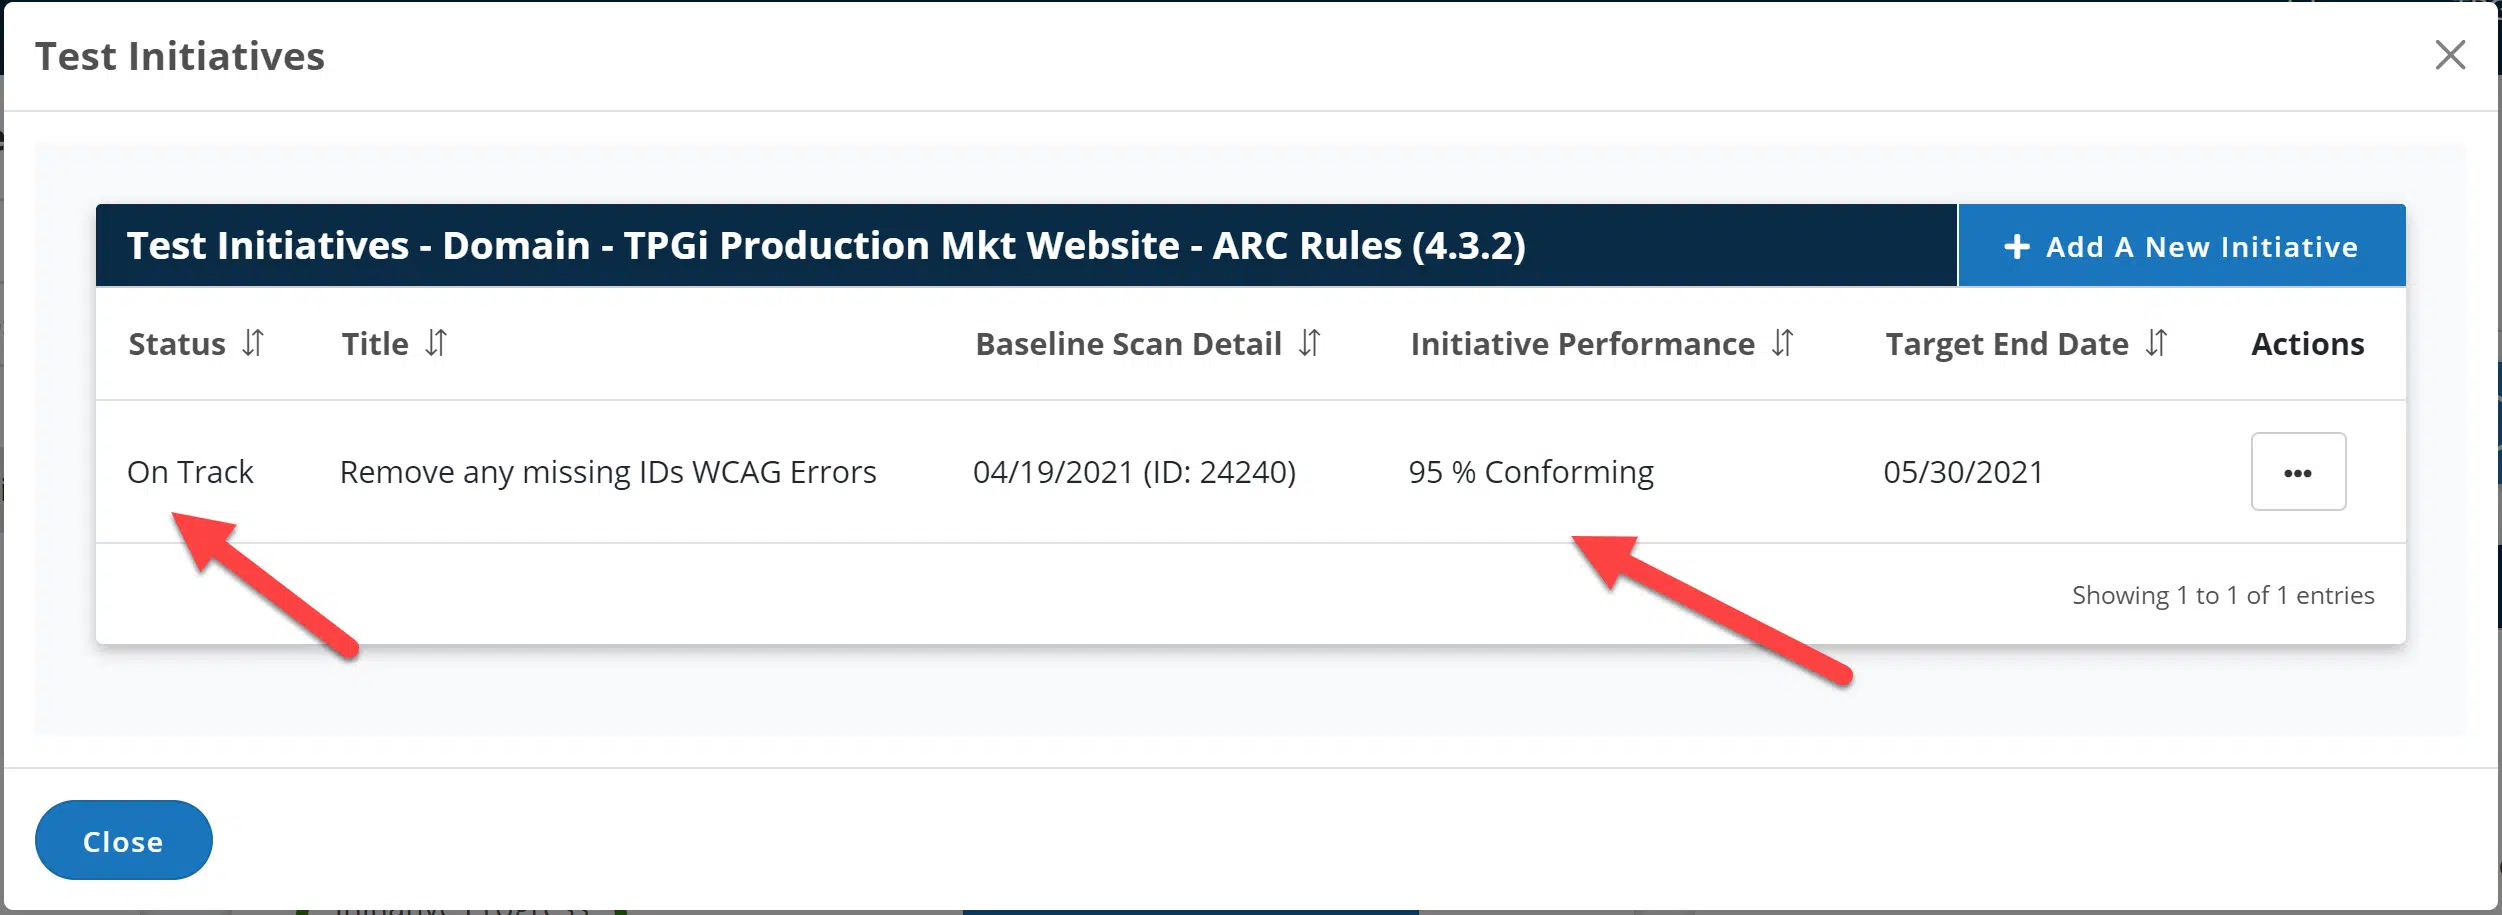 Test Initiatives
Test Initiatives - Domain - TPGi Production Mkt Website - ARC Rules (4.3.2)
+ Add A New Initiative
Status Title Baseline Scan Detail Initiative Performance Target End Date Actions
On Track Remove any missing IDs WCAG Errors 04/19/2021 (ID: 24240) 95 % Conforming 05/30/2021
Showing 1 to 1 of 1 entries
Close